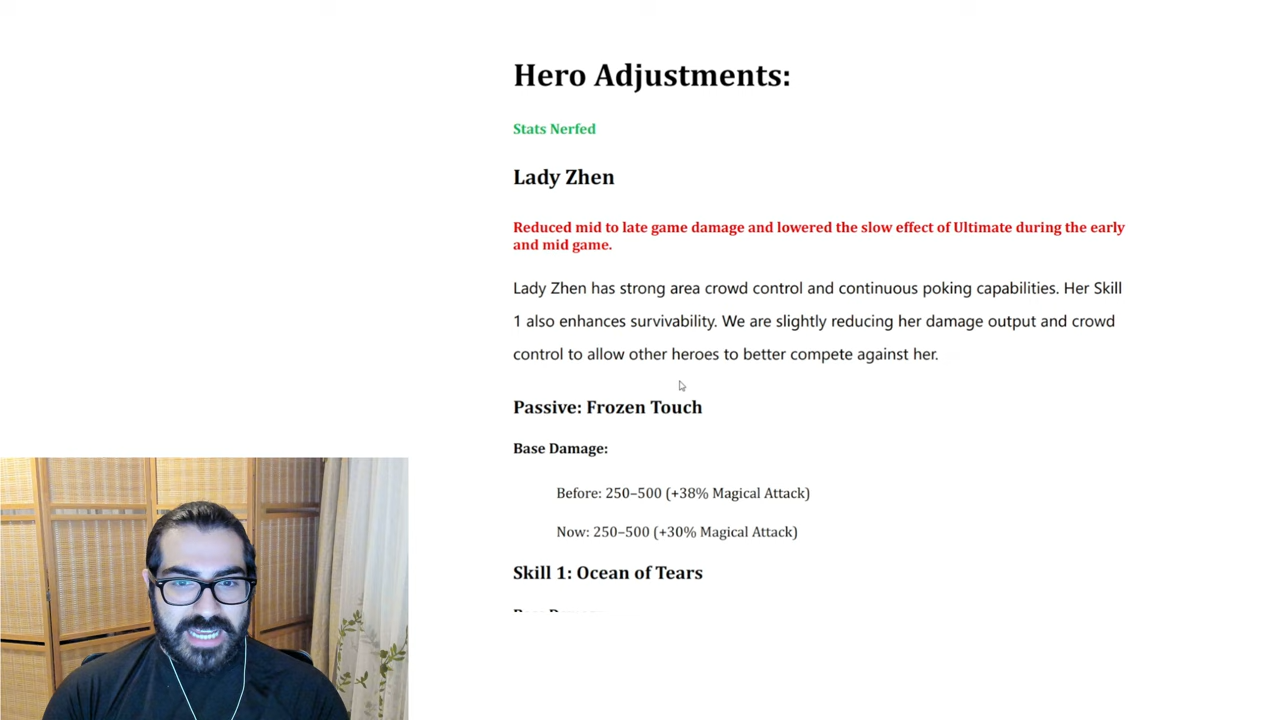 Hero Adjustments:
Stats Nerfed
Lady Zhen
Reduced mid to late game damage and lowered the slow effect of Ultimate during the early
and mid game.
Lady Zhen has strong area crowd control and continuous poking capabilities. Her Skill
1 also enhances survivability. We are slightly reducing her damage output and crowd
control to allow other heroes to better compete against her.
Passive: Frozen Touch
Base Damage:
Before: 250–500 (+38% Magical Attack)
Now: 250–500 (+30% Magical Attack)
Skill 1: Ocean of Tears